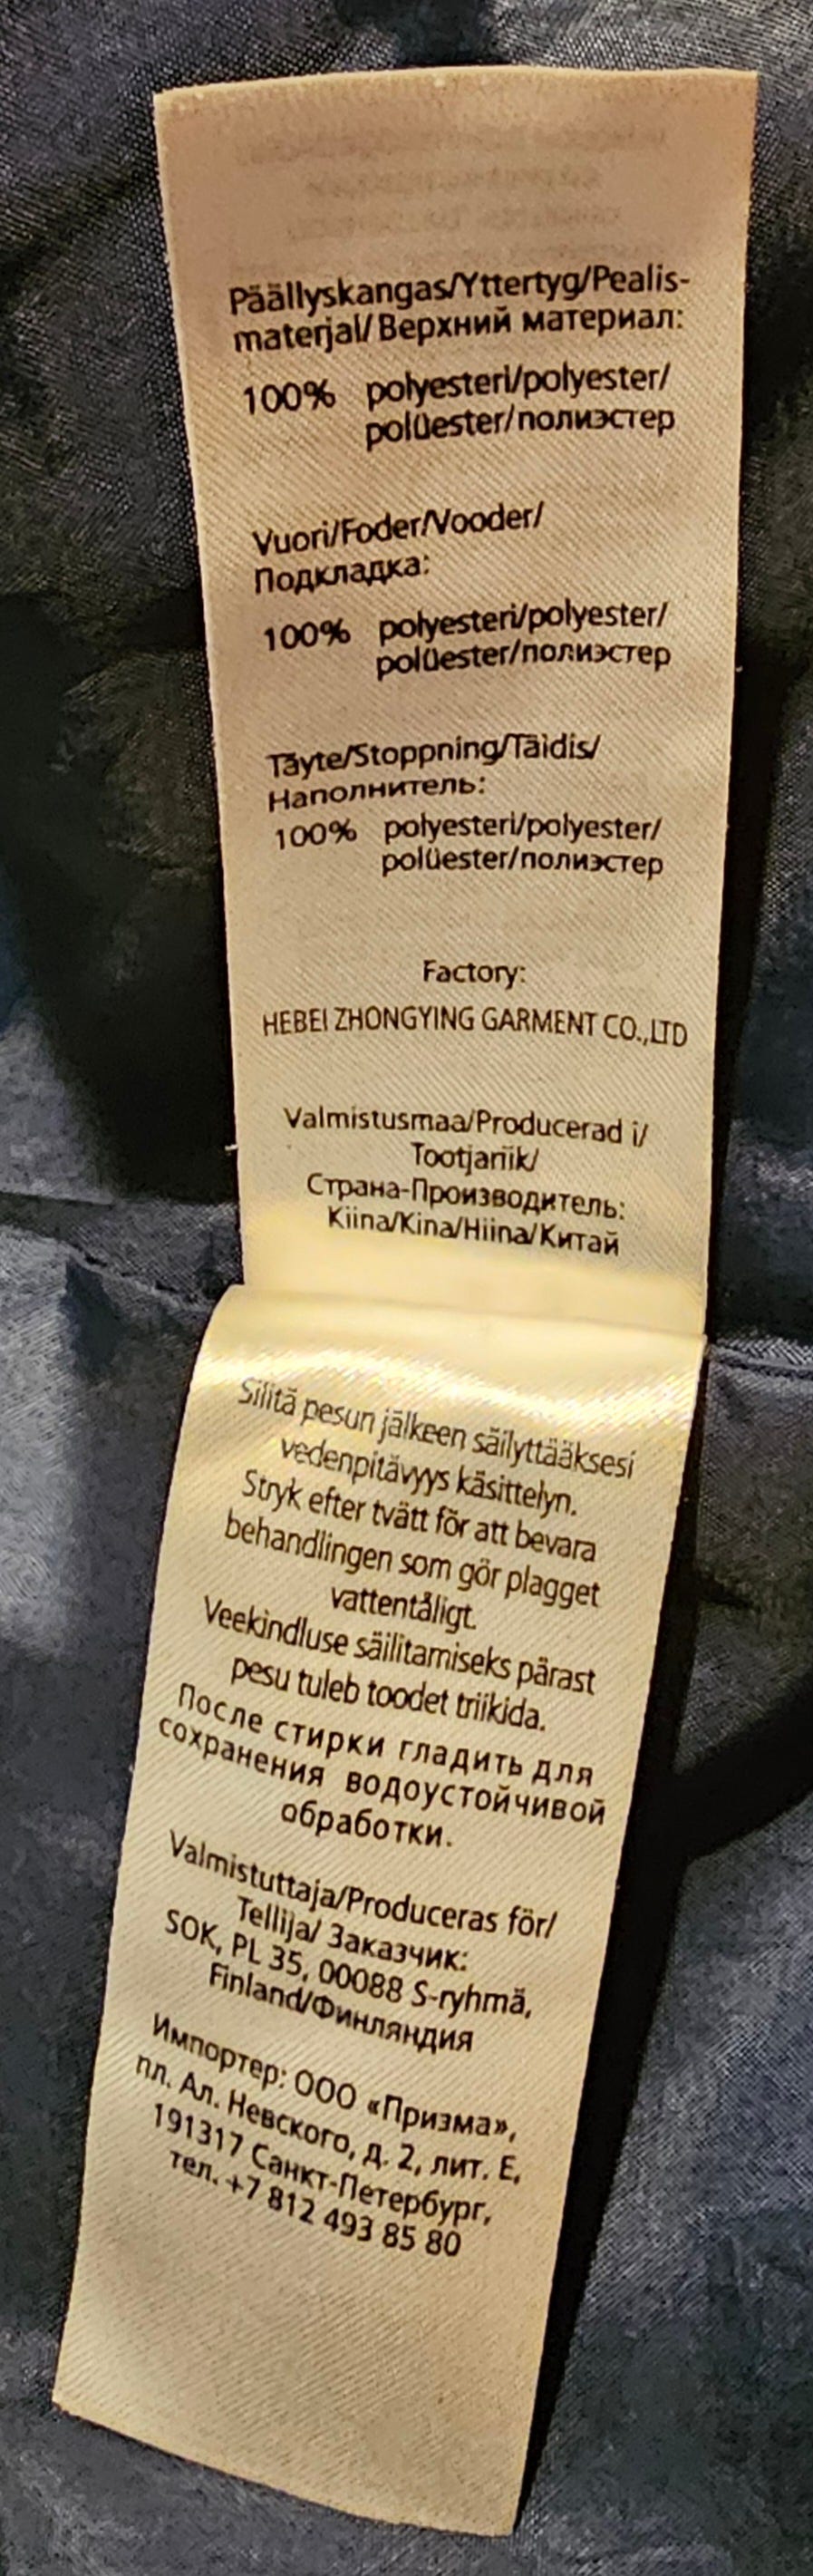 Päällyskangas/Yttertyg/Pealis-
materjal/Верхний материал:
100% polyesteri/polyester/
polüester/полиэстер
Vuori/Foder/Vooder/
Подкладка:
100% polyesteri/polyester/
polüester/полиэстер
Täyte/Stoppning/Täidis/
Наполнитель:
100% polyesteri/polyester/
polüester/полиэстер
Factory:
HEBEI ZHONGYING GARMENT CO.,LTD
Valmistusmaa/Producerad i/
Tootjariik/
Страна-Производитель:
Kiina/Kina/Hiina/Китай
Silitä pesun jälkeen säilyttääksesi
vedenpitävyys käsittelyn.
Stryk efter tvätt för att bevara
behandlingen som gör plagget
vattentåligt.
Veekindluse säilitamiseks pärast
pesu tuleb toodet triikida.
После стирки гладить для
сохранения водоустойчивой
обработки.
Valmistuttaja/Produceras för/
Tellija/ Заказчик:
SOK, PL 35, 00088 S-ryhmä,
Finland/Финляндия
Импортер: ООО «Призма»,
пл. Ал. Невского, д. 2, лит. Е,
191317 Санкт-Петербург,
тел. +7 812 493 85 80